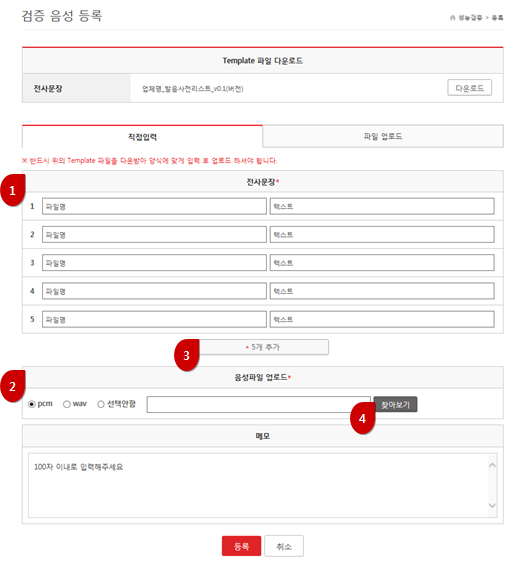 검증 음성 등록
성능검증 > 등록
Template 파일 다운로드
전사문장 업체명_발음사전리스트_v0.1(버전) 다운로드
직접입력 파일 업로드
※ 반드시 위의 Template 파일을 다운받아 양식에 맞게 입력 후 업로드 하셔야 합니다.
1
전사문장*
1 파일명 텍스트
2 파일명 텍스트
3 파일명 텍스트
4 파일명 텍스트
5 파일명 텍스트
3
+ 5개 추가
2
음성파일 업로드*
pcm wav 선택안함 찾아보기
4
메모
100자 이내로 입력해주세요
등록 취소